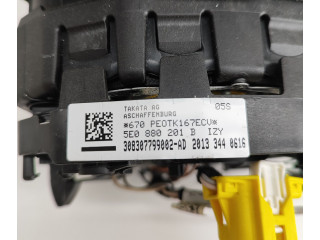 TAKATA AG 05S
ASCHAFFENBURG
*670 PEOTK167ECUW*
5E0 880 201 B IZY
308307799002-AD 2013 344 0616